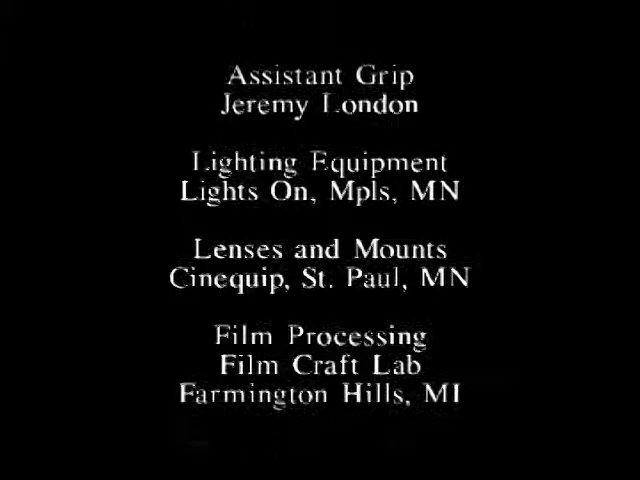 Assistant Grip
Jeremy London
Lighting Equipment
Lights On, Mpls, MN
Lenses and Mounts
Cinequip, St. Paul, MN
Film Processing
Film Craft Lab
Farmington Hills, MI